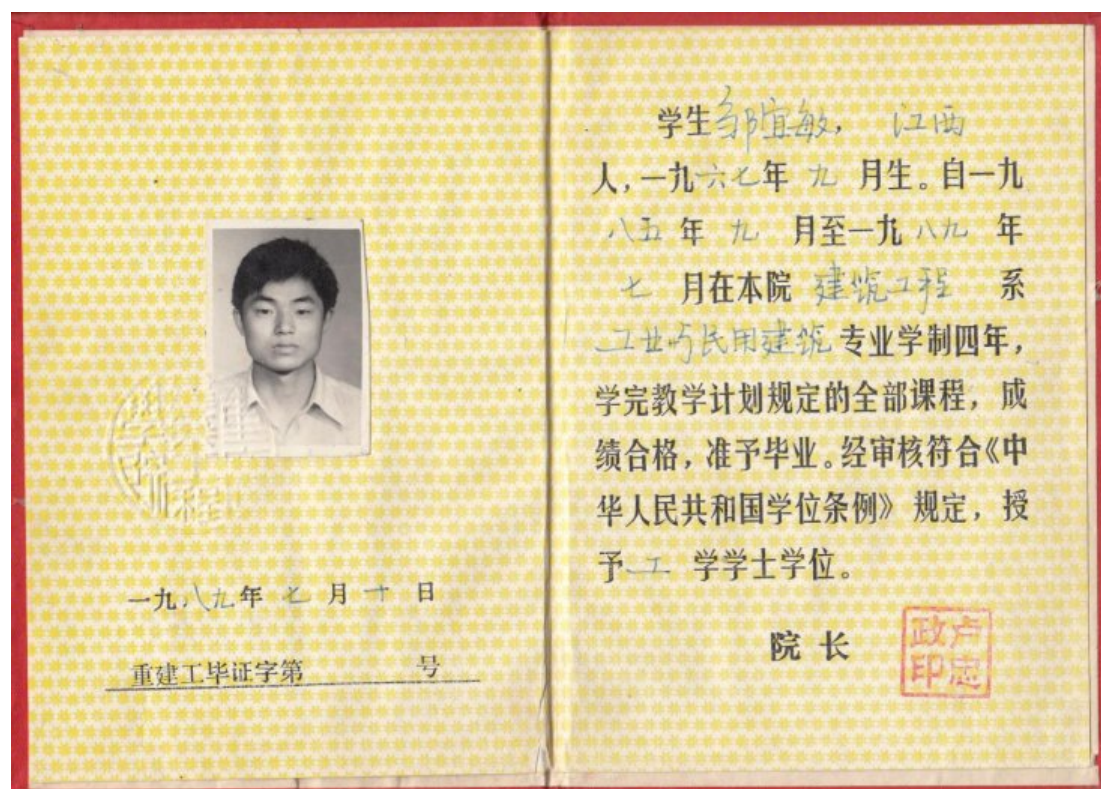 一九八九年七月十日
重建工毕证字第 号
学生邹宜敏， 江西
人，一九六七年 九 月生。自一九
八五 年 九 月至一九八九 年
七 月在本院 建筑工程 系
工业与民用建筑专业学制四年，
学完教学计划规定的全部课程， 成
绩合格，准予毕业。经审核符合《中
华人民共和国学位条例》规定， 授
予 工 学学士学位。
院 长
卢忠
政印